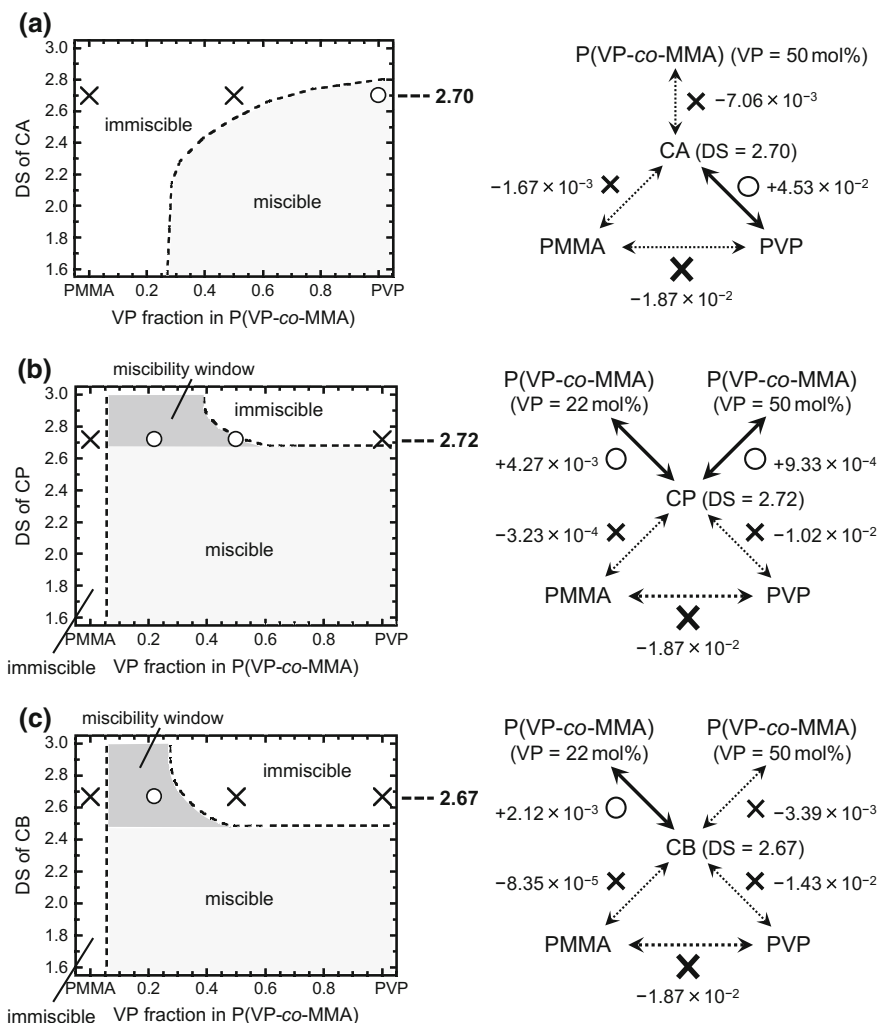 (a)
3.0
2.8
2.6
2.4
2.2
2.0
1.8
1.6
DS of CA
immiscible
miscible
2.70
PMMA 0.2 0.4 0.6 0.8 PVP
VP fraction in P(VP-co-MMA)
P(VP-co-MMA) (VP = 50 mol%)
−7.06 × 10⁻³
CA (DS = 2.70)
−1.67 × 10⁻³
+4.53 × 10⁻²
PMMA
PVP
−1.87 × 10⁻²
(b)
miscibility window
3.0
2.8
2.6
2.4
2.2
2.0
1.8
1.6
DS of CP
immiscible
miscible
2.72
PMMA 0.2 0.4 0.6 0.8 PVP
immiscible
VP fraction in P(VP-co-MMA)
P(VP-co-MMA)
(VP = 22 mol%)
P(VP-co-MMA)
(VP = 50 mol%)
+4.27 × 10⁻³
+9.33 × 10⁻⁴
CP (DS = 2.72)
−3.23 × 10⁻⁴
−1.02 × 10⁻²
PMMA
PVP
−1.87 × 10⁻²
(c)
miscibility window
3.0
2.8
2.6
2.4
2.2
2.0
1.8
1.6
DS of CB
immiscible
miscible
2.67
PMMA 0.2 0.4 0.6 0.8 PVP
immiscible
VP fraction in P(VP-co-MMA)
P(VP-co-MMA)
(VP = 22 mol%)
P(VP-co-MMA)
(VP = 50 mol%)
+2.12 × 10⁻³
−3.39 × 10⁻³
CB (DS = 2.67)
−8.35 × 10⁻⁵
−1.43 × 10⁻²
PMMA
PVP
−1.87 × 10⁻²